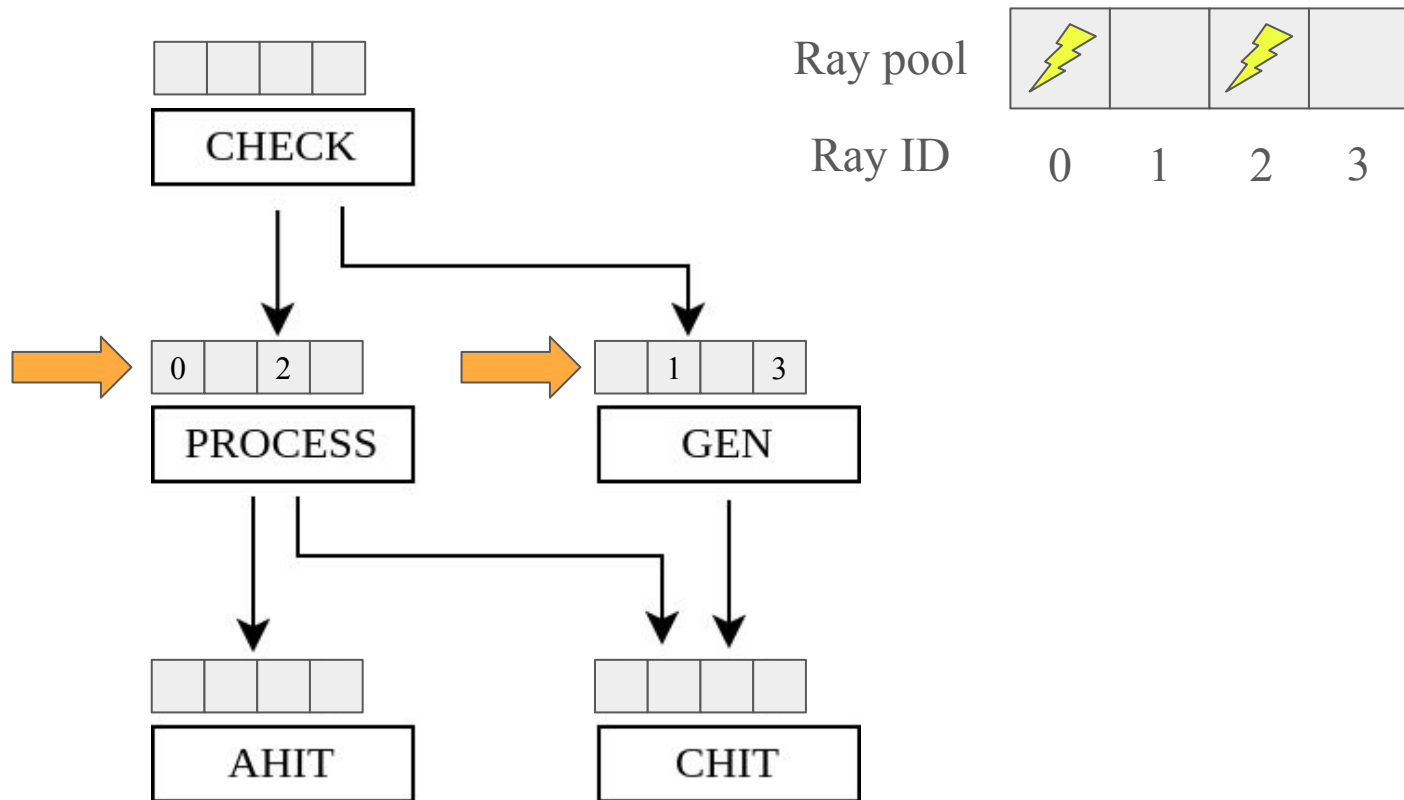 Ray pool
CHECK
Ray ID 0 1 2 3
0 2
1 3
PROCESS
GEN
AHIT
CHIT